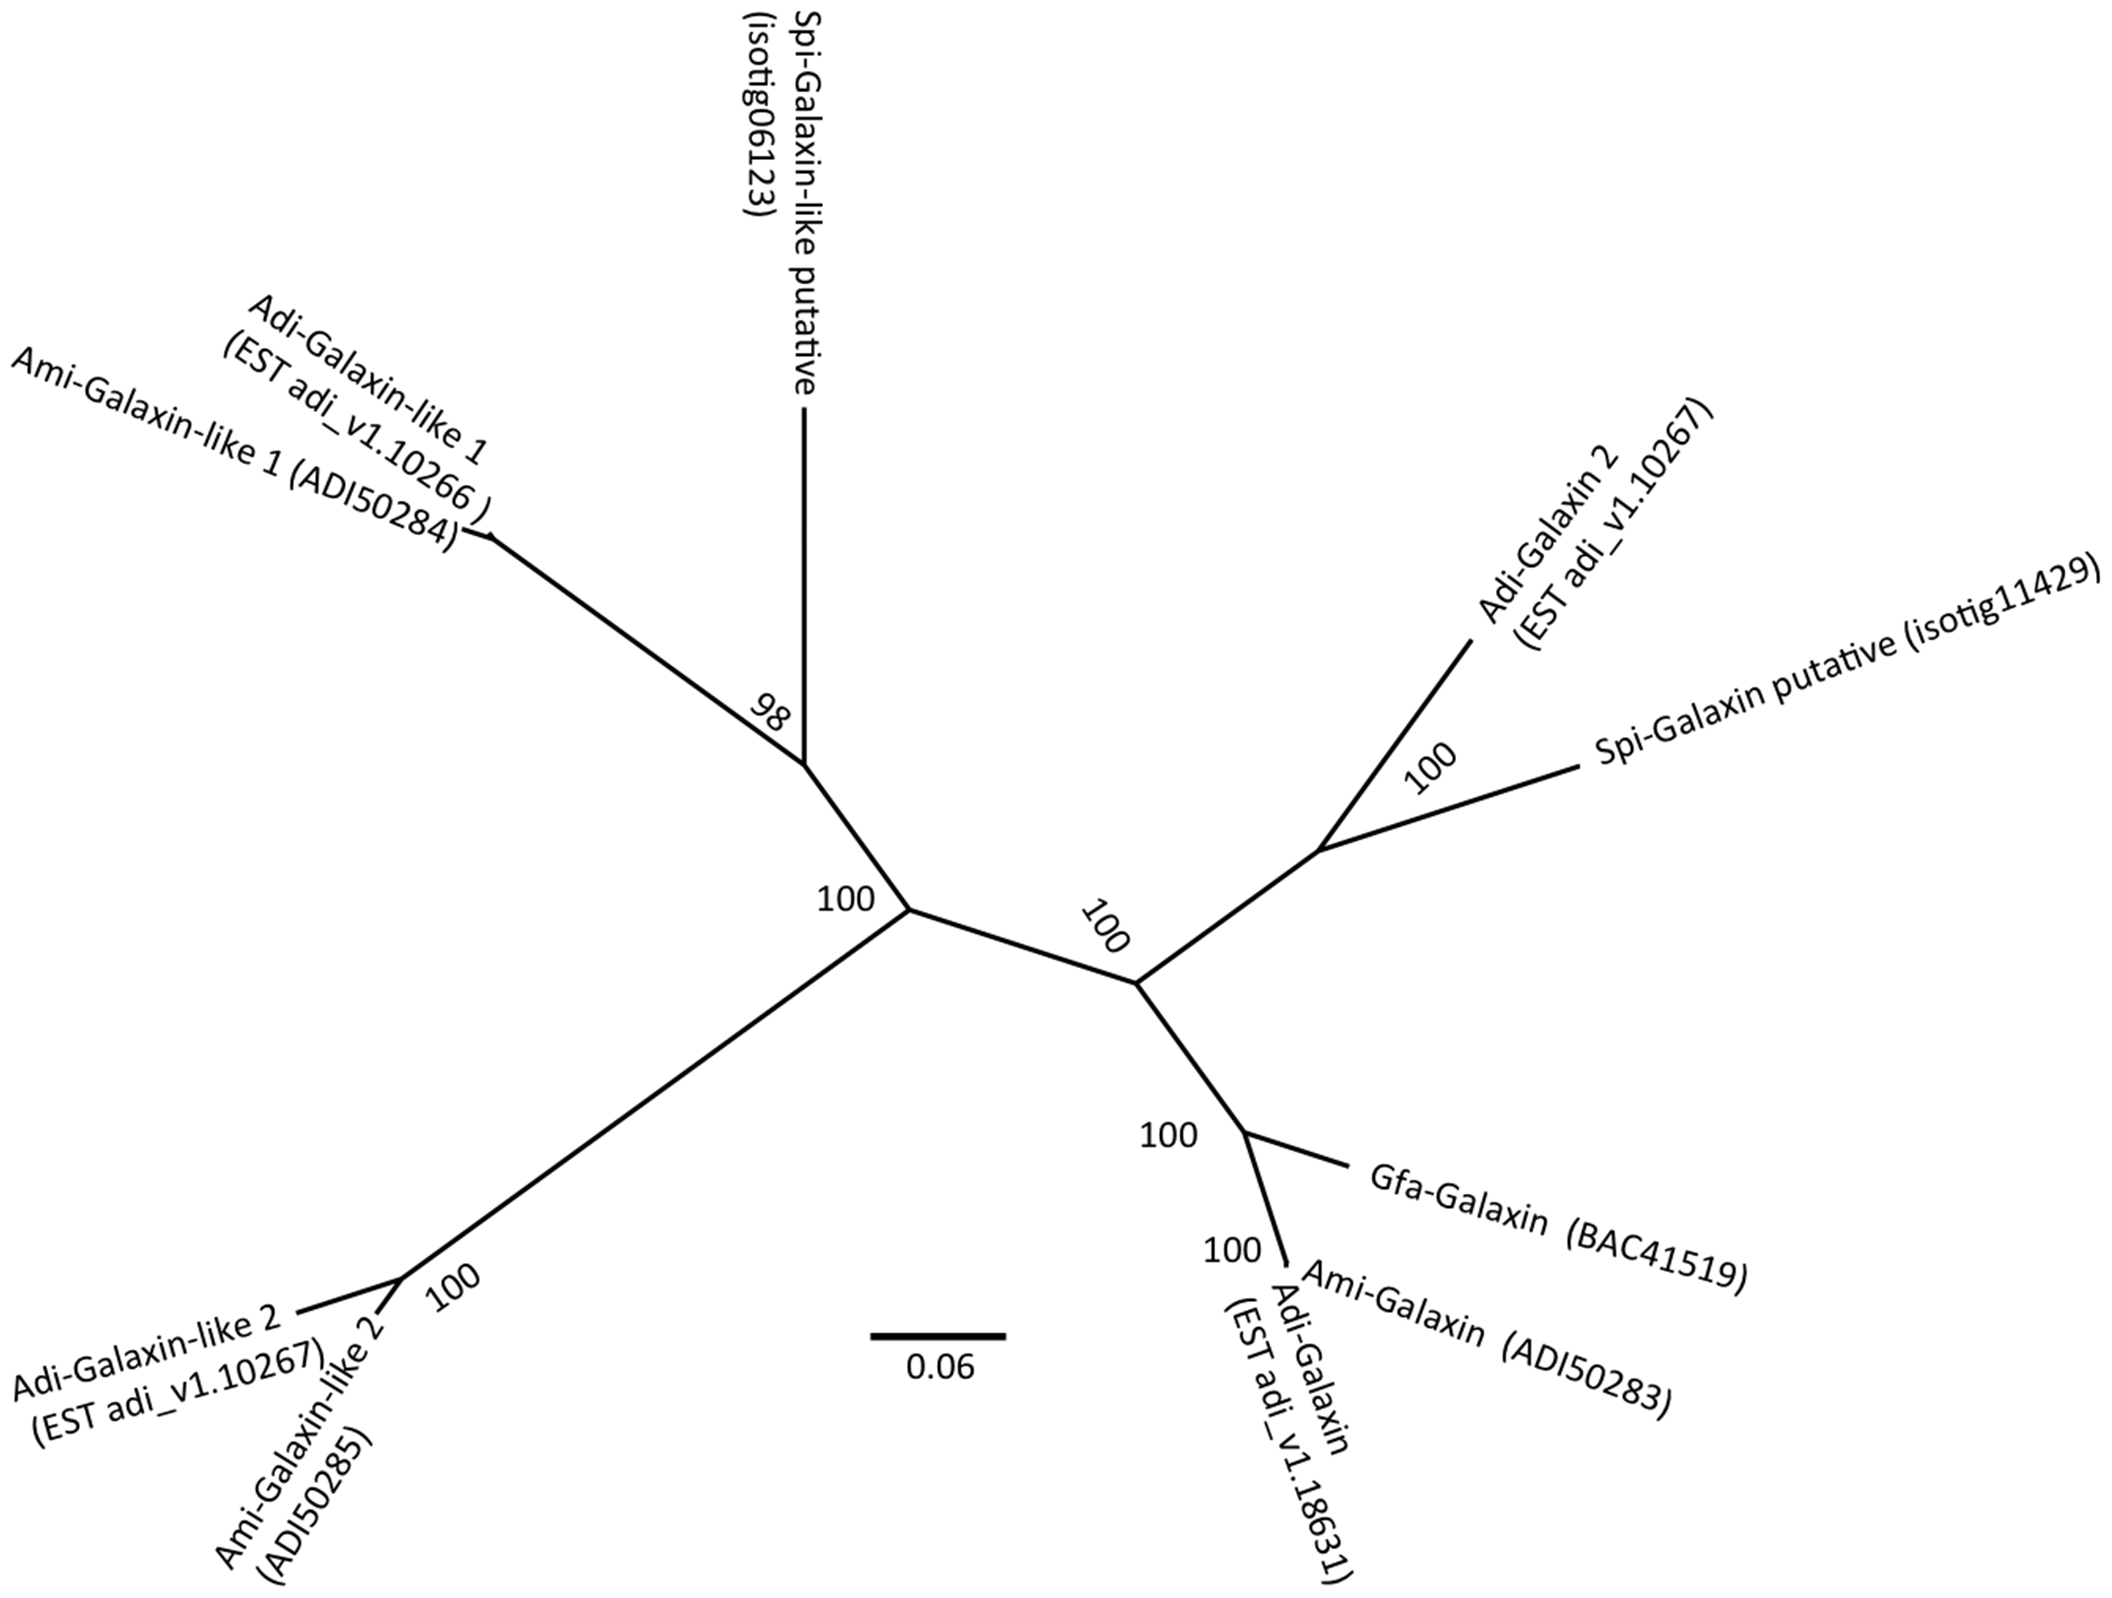 Spi-Galaxin-like putative
(isotig06123)
Adi-Galaxin-like 1
(EST adi_v1.10266 )
Ami-Galaxin-like 1 (ADI50284)
98
Adi-Galaxin 2
(EST adi_v1.10267)
Spi-Galaxin putative (isotig11429)
100
100
100
100
Gfa-Galaxin (BAC41519)
100
Ami-Galaxin (ADI50283)
Adi-Galaxin
(EST adi_v1.18631)
100
Adi-Galaxin-like 2
(EST adi_v1.10267)
Ami-Galaxin-like 2
(ADI50285)
0.06